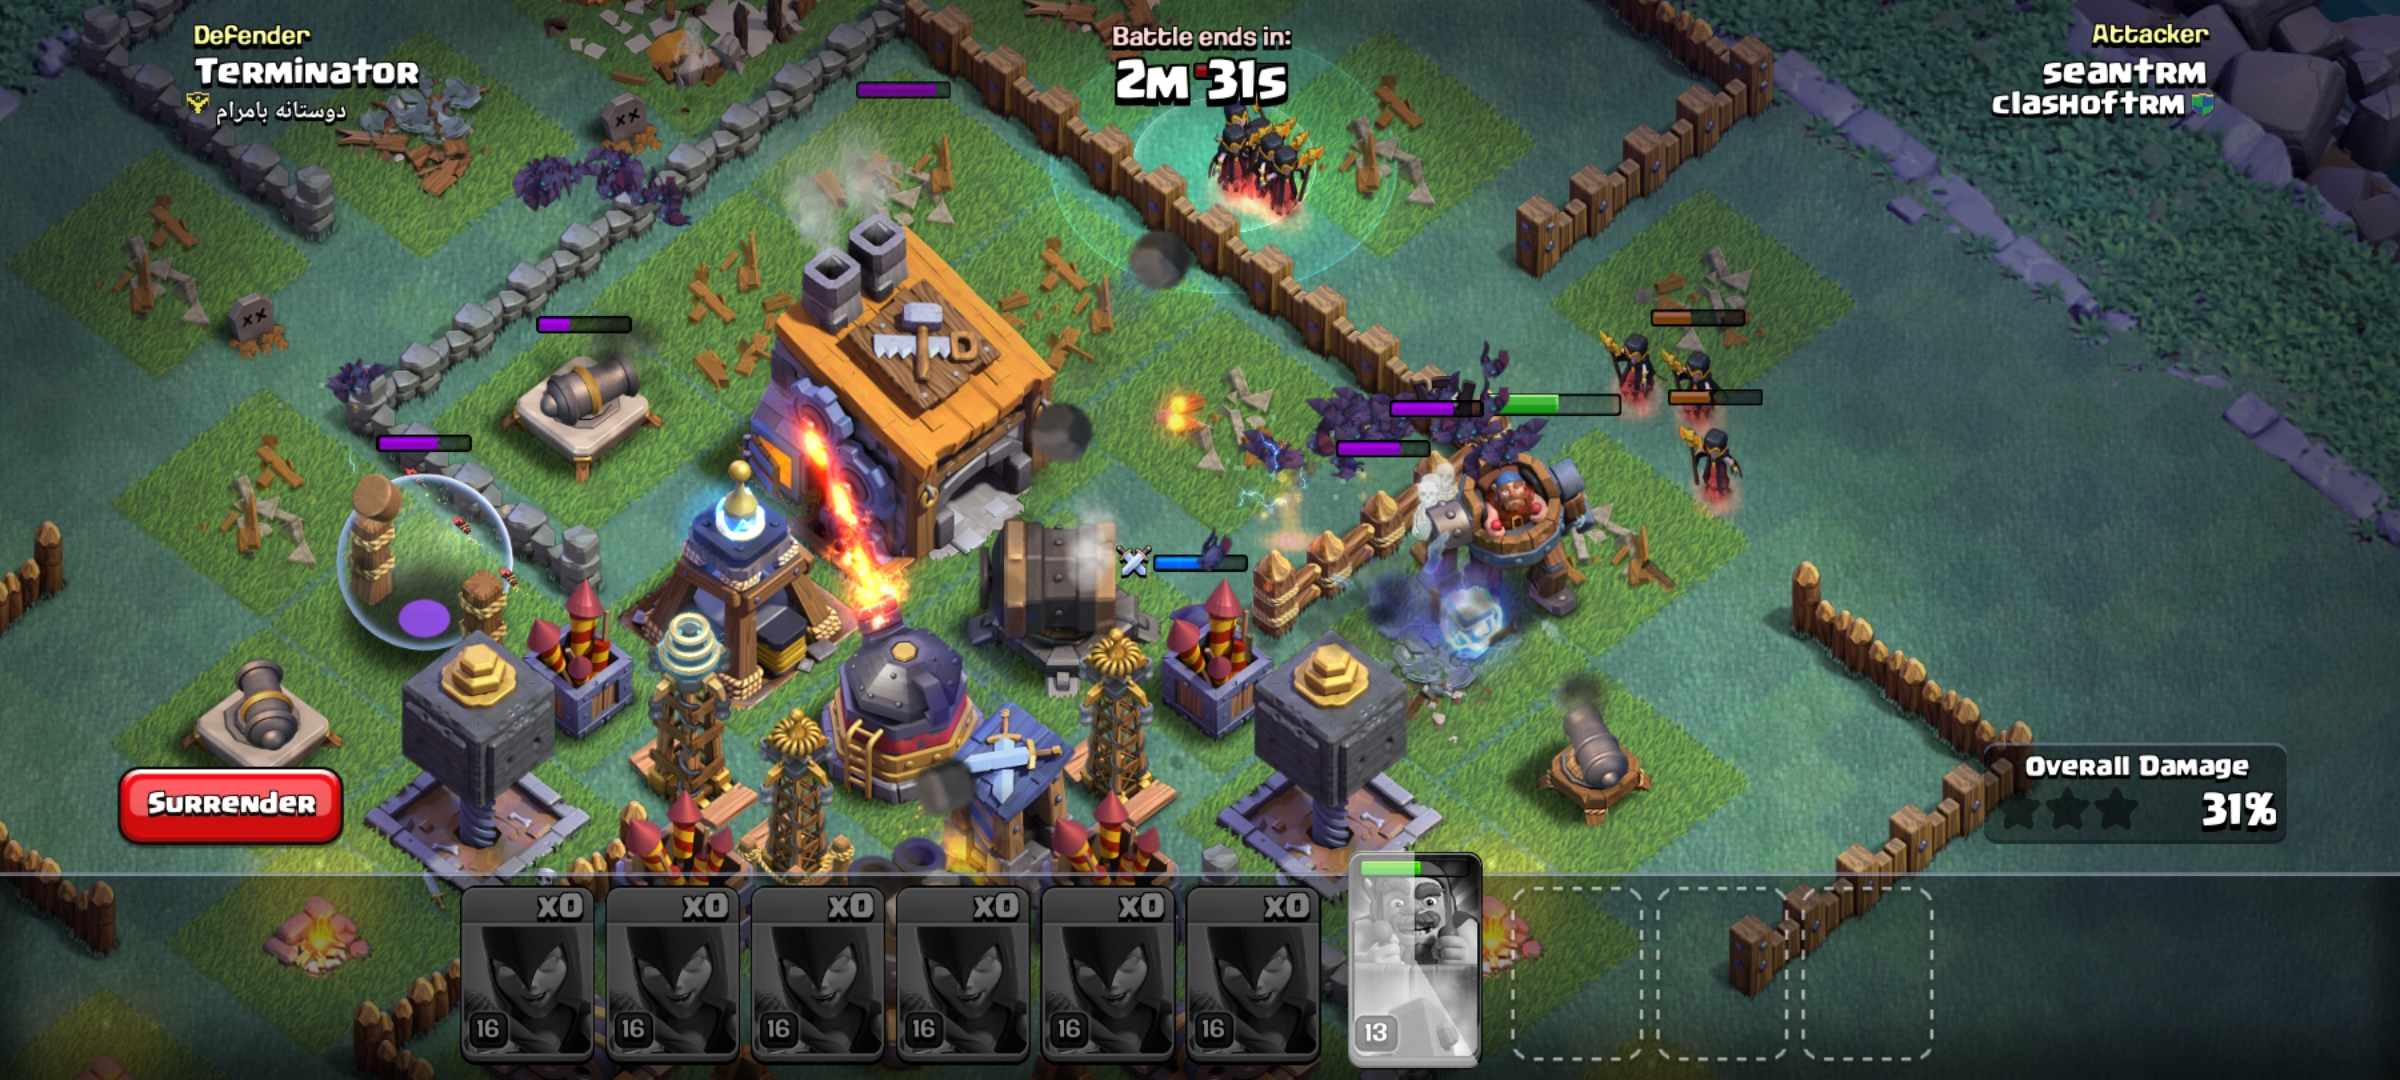 Defender
Terminator
دوستانه بامرام
Battle ends in:
2M 31s
Attacker
seantRM
clashoftRM
Surrender
Overall Damage
31%
x0 x0 x0 x0 x0 x0
16 16 16 16 16 16 13